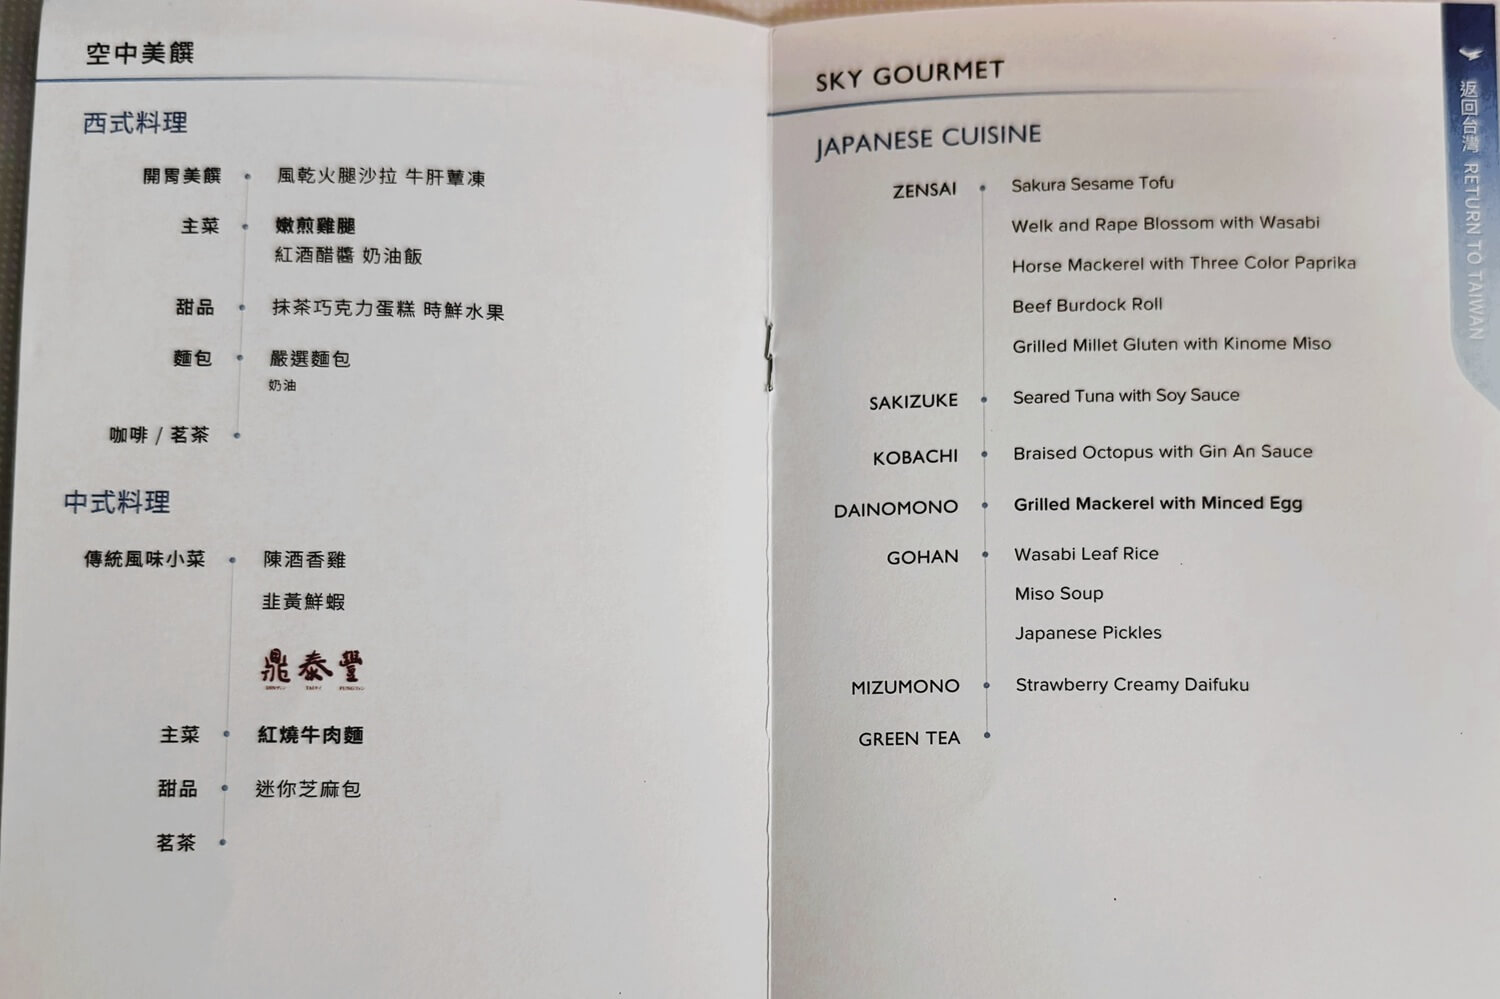 空中美饌
西式料理
開胃美饌 風乾火腿沙拉 牛肝蕈凍
主菜 嫩煎雞腿
紅酒醋醬 奶油飯
甜品 抹茶巧克力蛋糕 時鮮水果
麵包 嚴選麵包
奶油
咖啡 / 茗茶
中式料理
傳統風味小菜 陳酒香雞
韭黃鮮蝦
鼎泰豐
主菜 紅燒牛肉麵
甜品 迷你芝麻包
茗茶
SKY GOURMET
JAPANESE CUISINE
ZENSAI Sakura Sesame Tofu
Welk and Rape Blossom with Wasabi
Horse Mackerel with Three Color Paprika
Beef Burdock Roll
Grilled Millet Gluten with Kinome Miso
SAKIZUKE Seared Tuna with Soy Sauce
KOBACHI Braised Octopus with Gin An Sauce
DAINOMONO Grilled Mackerel with Minced Egg
GOHAN Wasabi Leaf Rice
Miso Soup
Japanese Pickles
MIZUMONO Strawberry Creamy Daifuku
GREEN TEA
返回台灣 RETURN TO TAIWAN